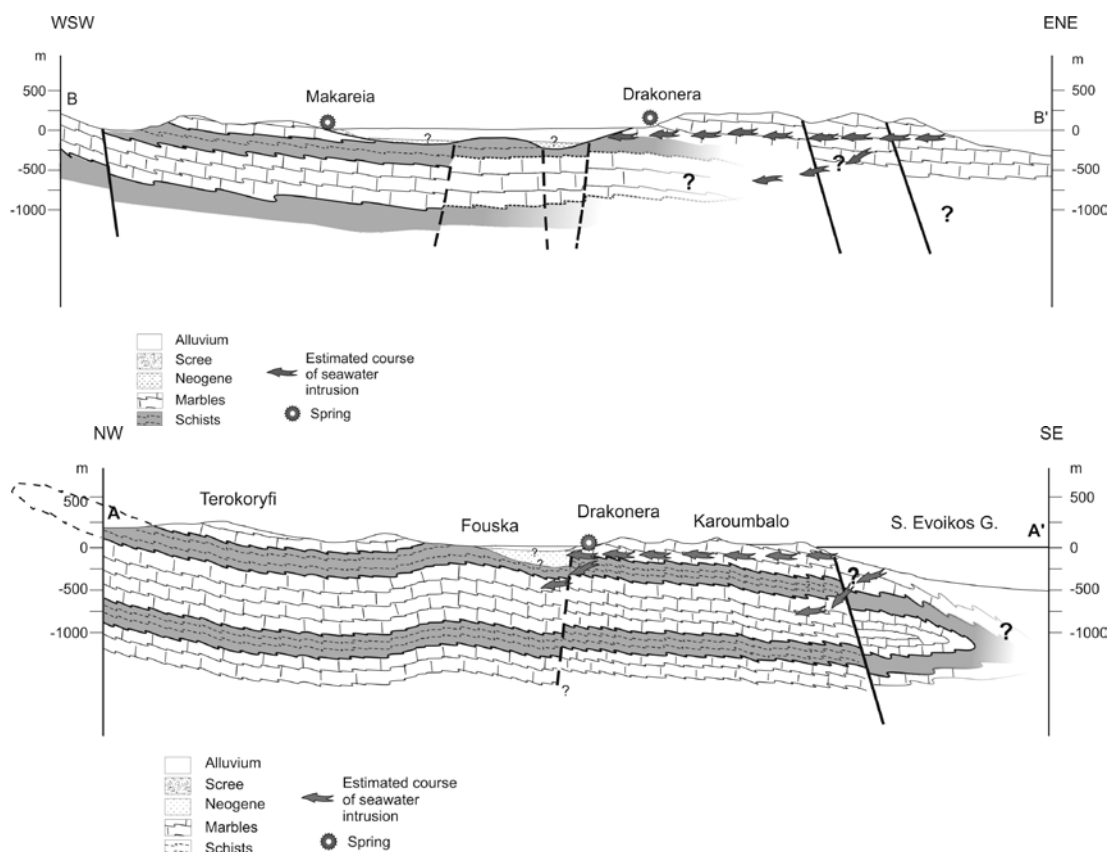 WSW
ENE
m
m
500
B
Makareia
Drakonera
500
0
?
?
B'
0
-500
?
?
-500
-1000
?
-1000
Alluvium
Scree
Neogene
Marbles
Schists
Estimated course
of seawater
intrusion
Spring
NW
SE
m
m
500
A
Terokoryfi
Fouska
Drakonera
Karoumbalo
S. Evoikos G.
A'
500
0
?
0
-500
?
?
-500
-1000
?
-1000
?
Alluvium
Scree
Neogene
Marbles
Schists
Estimated course
of seawater
intrusion
Spring